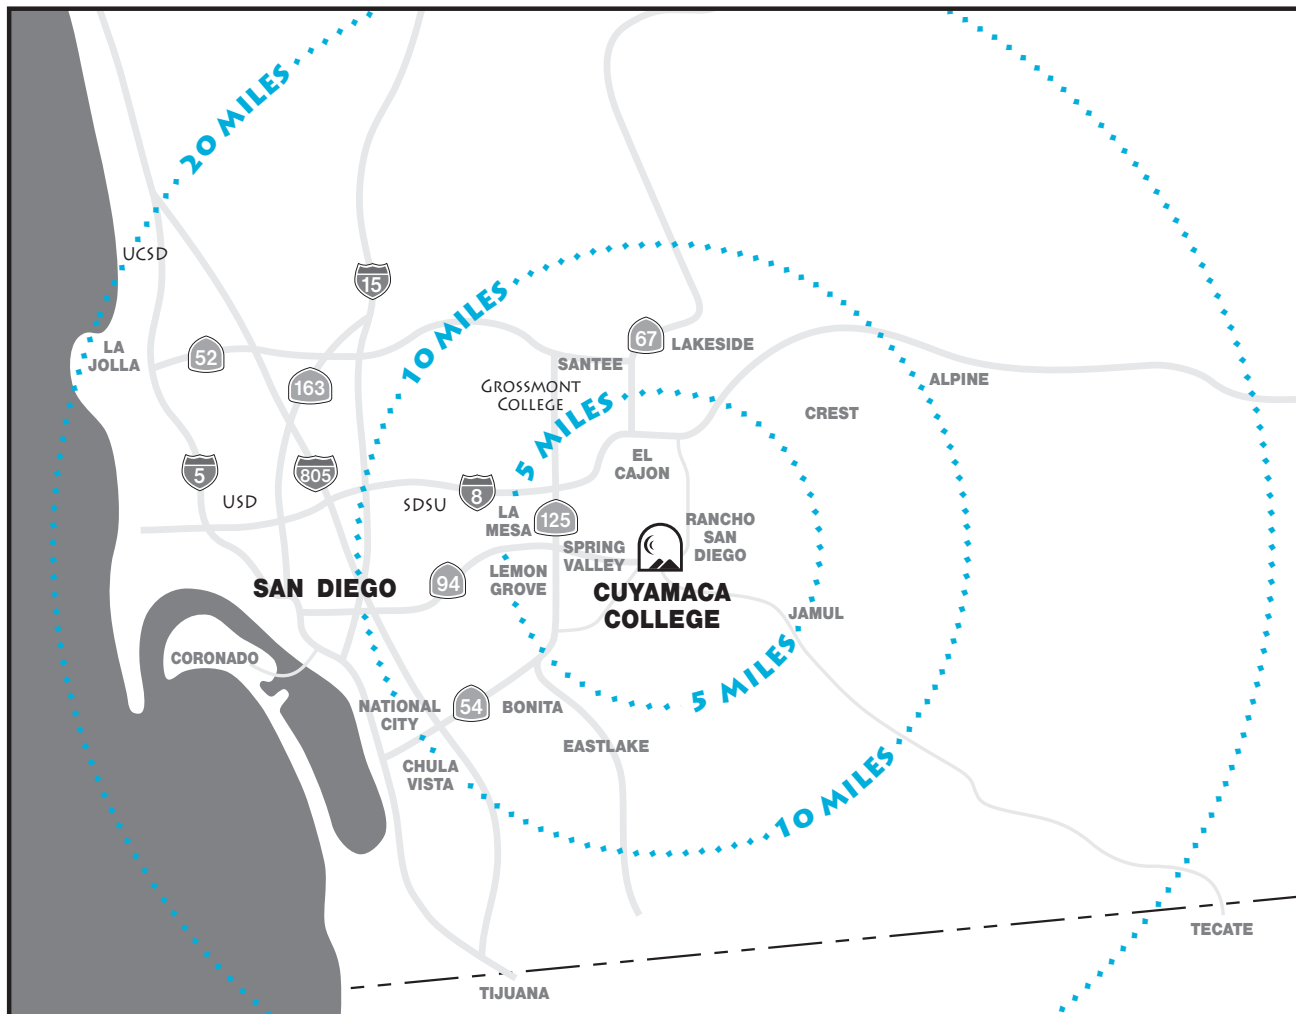 20 MILES
UCSD
15
10 MILES
67
LAKESIDE
LA
JOLLA
52
SANTEE
163
GROSSMONT
COLLEGE
ALPINE
CREST
5 MILES
EL
CAJON
5
805
8
USD
SDSU
LA
MESA
125
RANCHO
SAN
DIEGO
SPRING
VALLEY
94
LEMON
GROVE
SAN DIEGO
CUYAMACA
COLLEGE
JAMUL
CORONADO
5 MILES
NATIONAL
CITY
54
BONITA
EASTLAKE
CHULA
VISTA
10 MILES
TECATE
TIJUANA